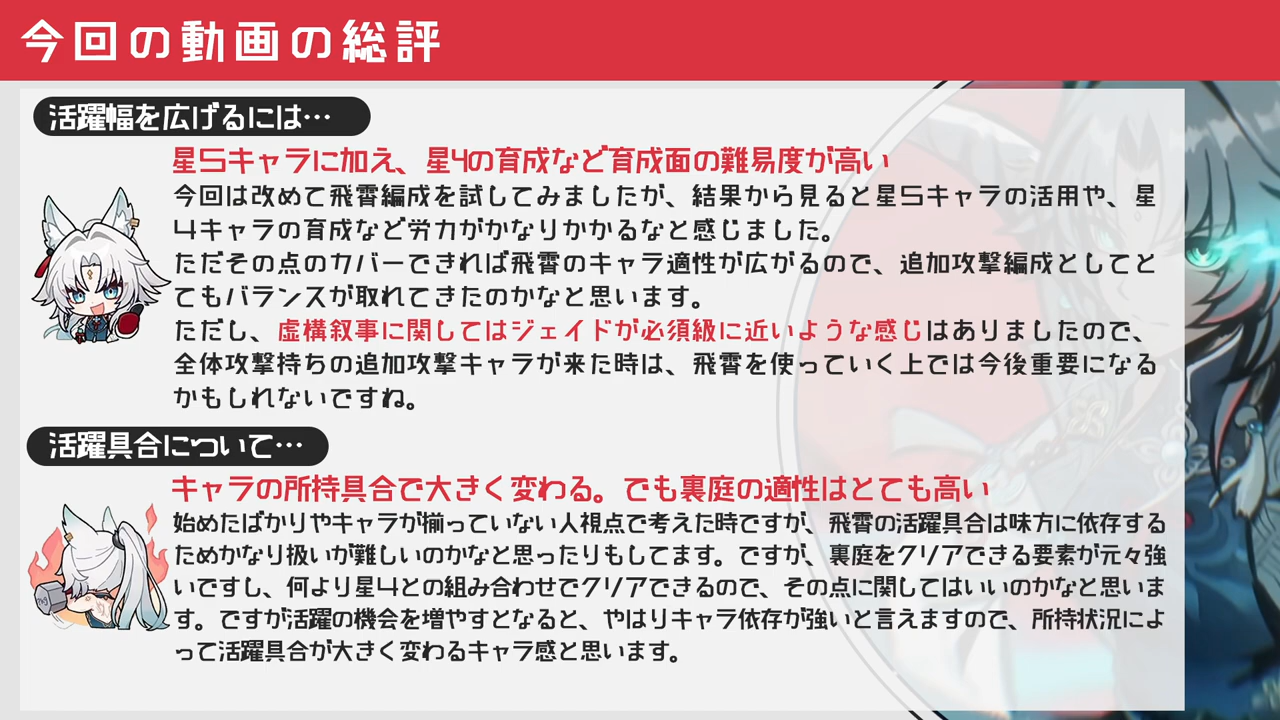 今回の動画の総評
活躍幅を広げるには…
星5キャラに加え、星4の育成など育成面の難易度が高い
今回は改めて飛霄編成を試してみましたが、結果から見ると星5キャラの活用や、星
4キャラの育成など労力がかなりかかるなと感じました。
ただその点のカバーできれば飛霄のキャラ適性が広がるので、追加攻撃編成としてと
てもバランスが取れてきたのかなと思います。
ただし、虚構叙事に関してはジェイドが必須級に近いような感じはありましたので、
全体攻撃持ちの追加攻撃キャラが来た時は、飛霄を使っていく上では今後重要になる
かもしれないですね。
活躍具合について…
キャラの所持具合で大きく変わる。でも裏庭の適性はとても高い
始めたばかりやキャラが揃っていない人視点で考えた時ですが、飛霄の活躍具合は味方に依存する
ためかなり扱いが難しいのかなと思ったりもしてます。ですが、裏庭をクリアできる要素が元々強
いですし、何より星4との組み合わせでクリアできるので、その点に関してはいいのかなと思いま
す。ですが活躍の機会を増やすとなると、やはりキャラ依存が強いと言えますので、所持状況によ
って活躍具合が大きく変わるキャラ感と思います。